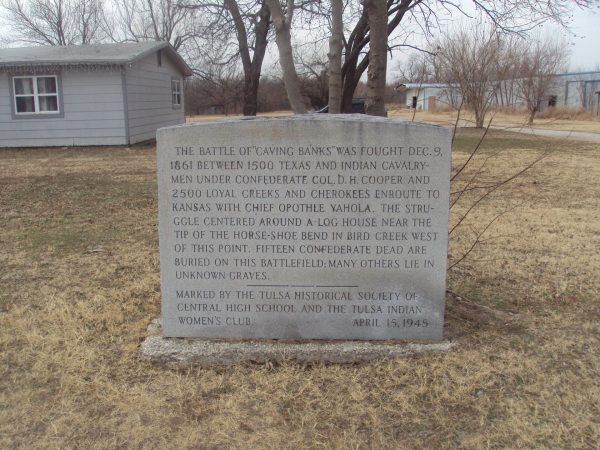 THE BATTLE OF "CAVING BANKS" WAS FOUGHT DEC. 9,
1861 BETWEEN 1500 TEXAS AND INDIAN CAVALRY-
MEN UNDER CONFEDERATE COL. D. H. COOPER AND
2500 LOYAL CREEKS AND CHEROKEES ENROUTE TO
KANSAS WITH CHIEF OPOTHLE YAHOLA. THE STRU-
GGLE CENTERED AROUND A LOG HOUSE NEAR THE
TIP OF THE HORSE-SHOE BEND IN BIRD CREEK WEST
OF THIS POINT. FIFTEEN CONFEDERATE DEAD ARE
BURIED ON THIS BATTLEFIELD; MANY OTHERS LIE IN
UNKNOWN GRAVES.
MARKED BY THE TULSA HISTORICAL SOCIETY OF
CENTRAL HIGH SCHOOL AND THE TULSA INDIAN
WOMEN'S CLUB. APRIL 15, 1948